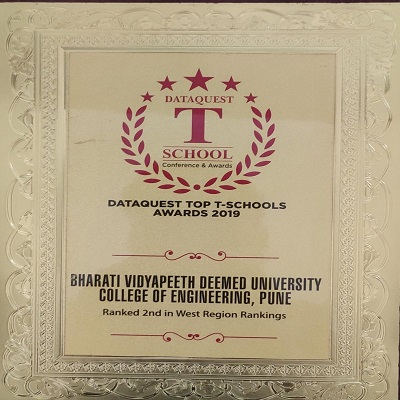 DATAQUEST
T
SCHOOL
Conference & Awards
DATAQUEST TOP T-SCHOOLS
AWARDS 2019
BHARATI VIDYAPEETH DEEMED UNIVERSITY
COLLEGE OF ENGINEERING, PUNE
Ranked 2nd in West Region Rankings